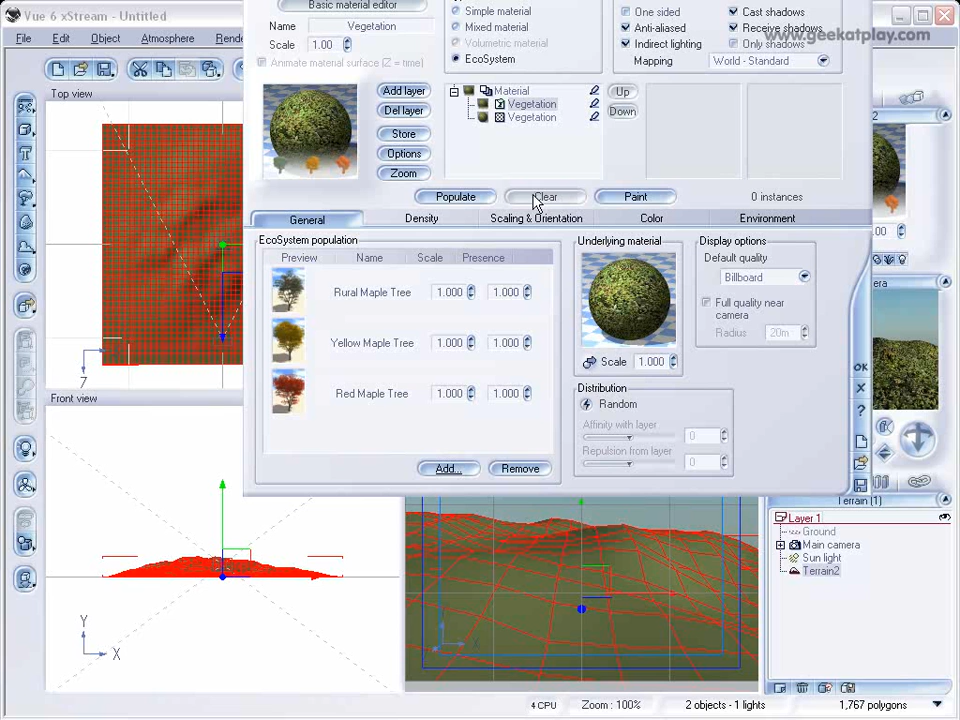 Vue 6 xStream - Untitled
File Edit Object Atmosphere Rende
www.geekatplay.com
Basic material editor
Name Vegetation
Scale 1.00
Animate material surface (Z = time)
Simple material
Mixed material
Volumetric material
EcoSystem
One sided
Anti-aliased
Indirect lighting
Cast shadows
Receive shadows
Only shadows
Mapping World - Standard
Add layer
Del layer
Store
Options
Zoom
Material
Vegetation
Vegetation
Up
Down
Populate Clear Paint 0 instances
General Density Scaling & Orientation Color Environment
EcoSystem population
Preview Name Scale Presence
Rural Maple Tree 1.000 1.000
Yellow Maple Tree 1.000 1.000
Red Maple Tree 1.000 1.000
Add... Remove
Underlying material
Scale 1.000
Display options
Default quality
Billboard
Full quality near
camera
Radius 20m
Distribution
Random
Affinity with layer
0
Repulsion from layer
0
OK
Top view
Z
Front view
Y
X
Terrain (1)
Layer 1
Ground
Main camera
Sun light
Terrain2
4 CPU Zoom : 100% 2 objects - 1 lights 1,767 polygons